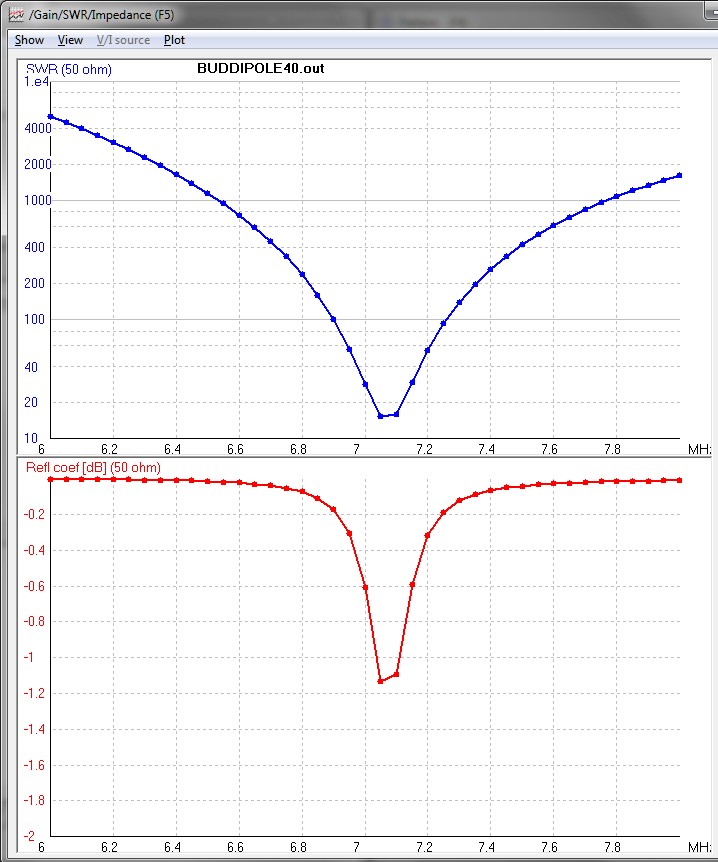 /Gain/SWR/Impedance (F5)
Show View V/I source Plot
SWR (50 ohm) BUDDIPOLE40.out
1.e4
4000
2000
1000
400
200
100
40
20
10
6 6.2 6.4 6.6 6.8 7 7.2 7.4 7.6 7.8 MHz
Refl coef [dB] (50 ohm)
-0.2
-0.4
-0.6
-0.8
-1
-1.2
-1.4
-1.6
-1.8
-2
6 6.2 6.4 6.6 6.8 7 7.2 7.4 7.6 7.8 MHz